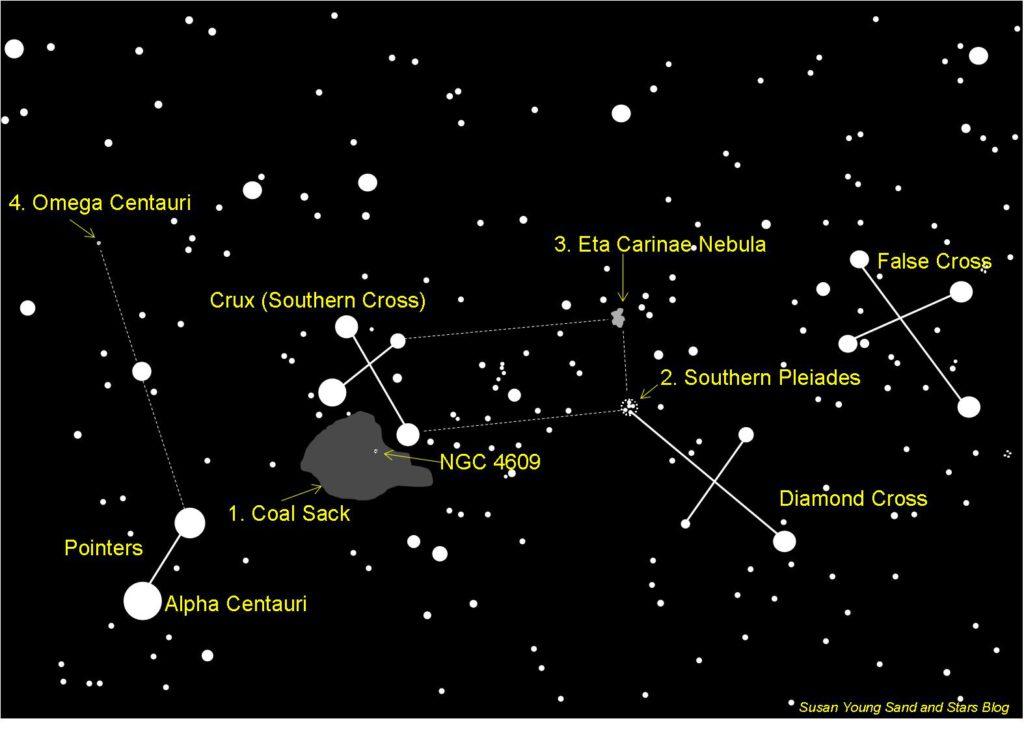 4. Omega Centauri
3. Eta Carinae Nebula
False Cross
Crux (Southern Cross)
2. Southern Pleiades
NGC 4609
Diamond Cross
1. Coal Sack
Pointers
Alpha Centauri
Susan Young Sand and Stars Blog